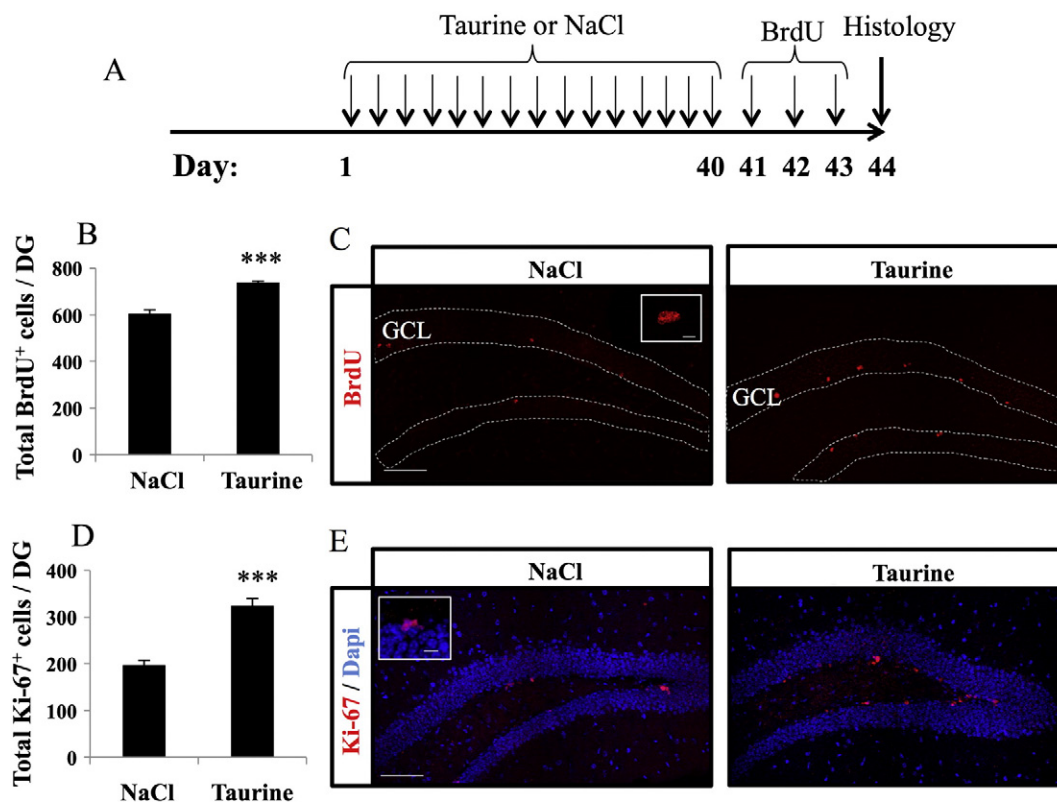 A
Taurine or NaCl
BrdU
Histology
Day:
1
40
41
42
43
44
B
***
Total BrdU⁺ cells / DG
800
600
400
200
0
NaCl
Taurine
C
NaCl
Taurine
BrdU
GCL
GCL
D
***
Total Ki-67⁺ cells / DG
400
300
200
100
0
NaCl
Taurine
E
NaCl
Taurine
Ki-67 / Dapi